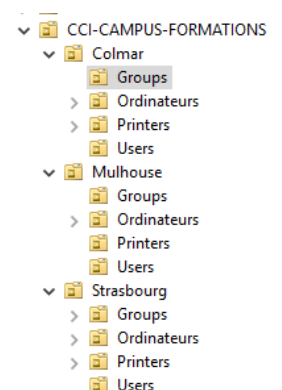 CCI-CAMPUS-FORMATIONS
Colmar
Groups
Ordinateurs
Printers
Users
Mulhouse
Groups
Ordinateurs
Printers
Users
Strasbourg
Groups
Ordinateurs
Printers
Users